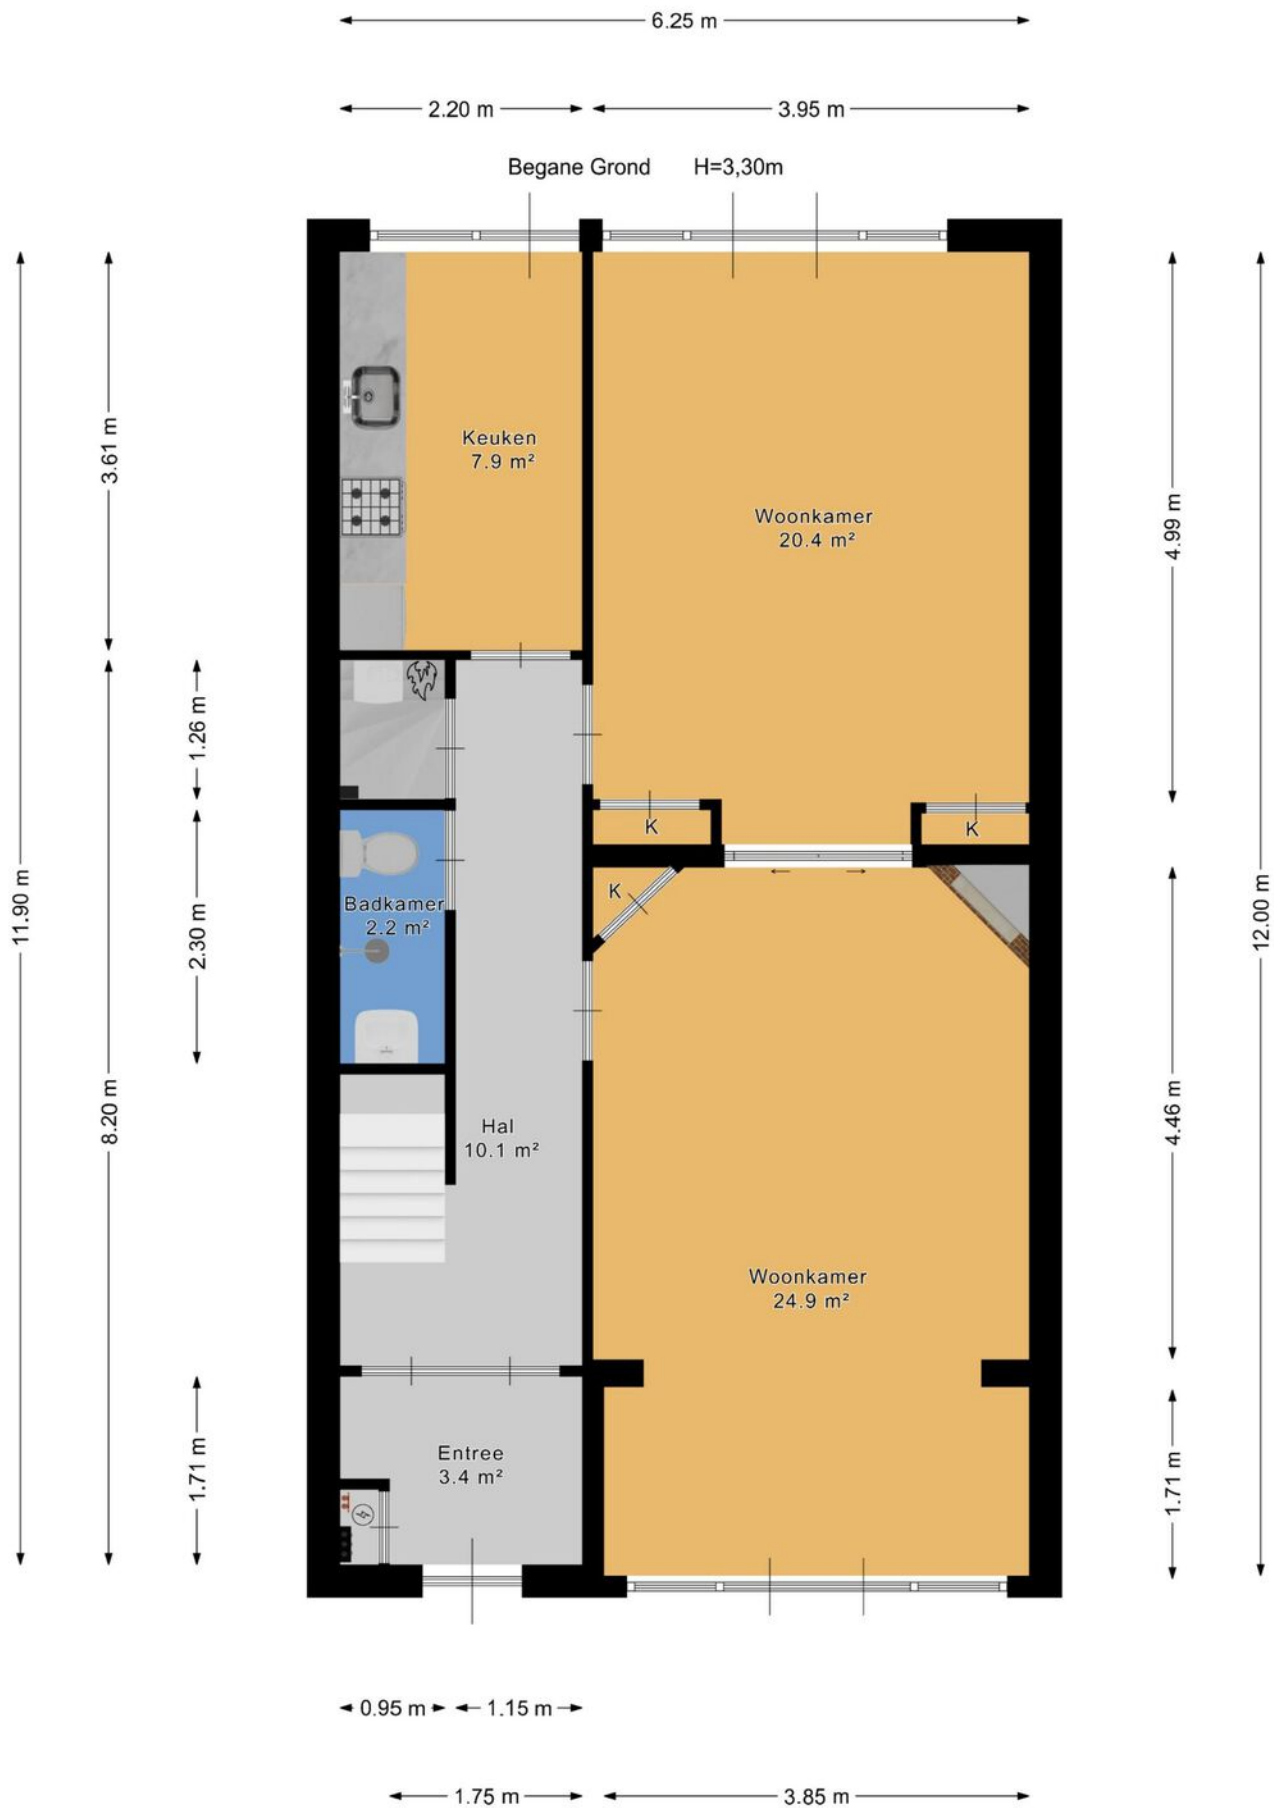 6.25 m
2.20 m
3.95 m
Begane Grond H=3,30m
Keuken
7.9 m²
Woonkamer
20.4 m²
3.61 m
4.99 m
1.26 m
K
K
K
Badkamer
2.2 m²
11.90 m
2.30 m
12.00 m
8.20 m
Hal
10.1 m²
4.46 m
Woonkamer
24.9 m²
Entree
3.4 m²
1.71 m
1.71 m
0.95 m
1.15 m
1.75 m
3.85 m